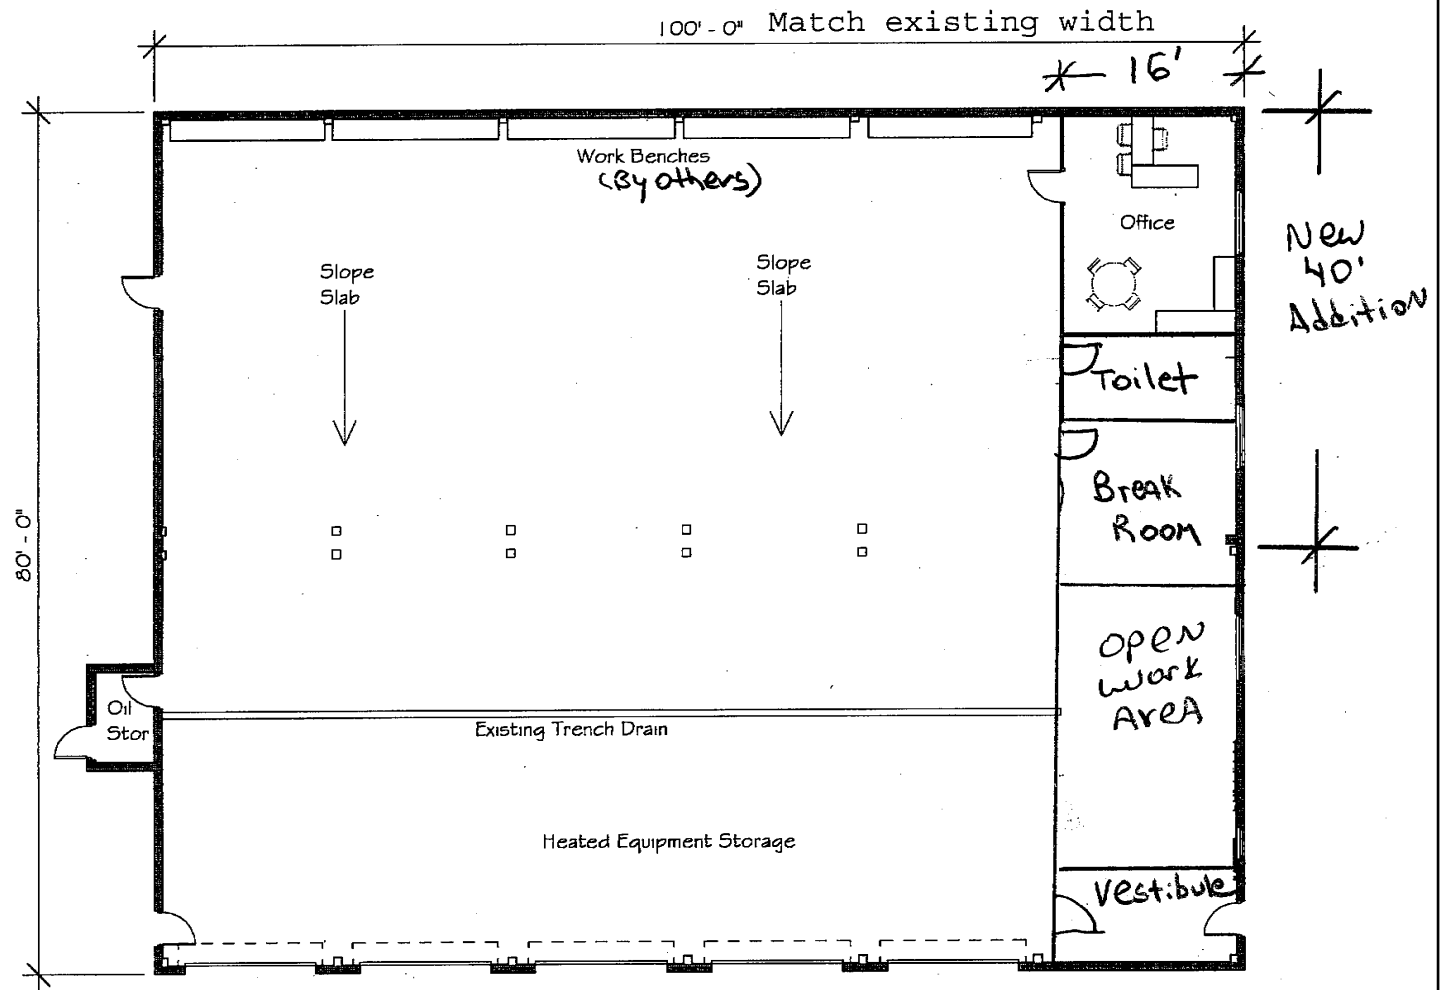 100' - 0" Match existing width
16'
Work Benches
(By others)
Office
New
40'
Addition
Slope
Slab
Slope
Slab
Toilet
Break
Room
80' - 0"
Open
Work
Area
Oil
Stor
Existing Trench Drain
Heated Equipment Storage
Vestibule